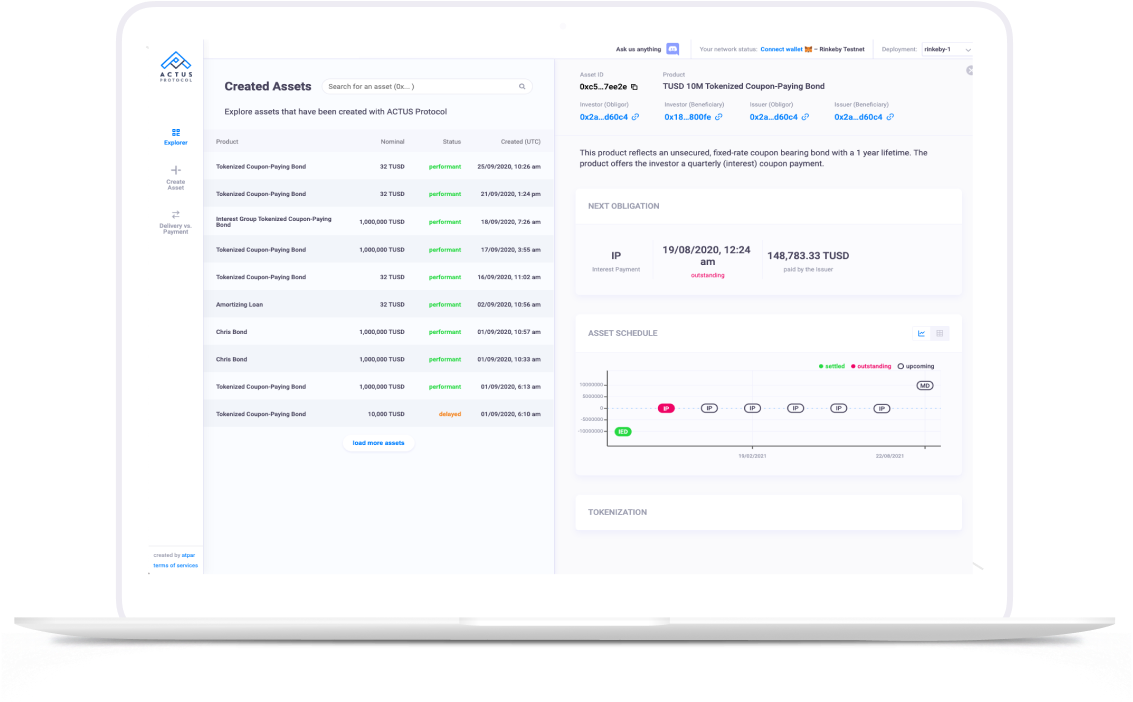 Ask us anything
Your network status: Connect wallet – Rinkeby Testnet
Deployment: rinkeby-1
ACTUS
PROTOCOL
Explorer
Create
Asset
Delivery vs.
Payment
created by atpar
terms of services
Created Assets
Search for an asset (0x... )
Explore assets that have been created with ACTUS Protocol
Product Nominal Status Created (UTC)
Tokenized Coupon-Paying Bond 32 TUSD performant 25/09/2020, 10:26 am
Tokenized Coupon-Paying Bond 32 TUSD performant 21/09/2020, 1:24 pm
Interest Group Tokenized Coupon-Paying
Bond 1,000,000 TUSD performant 18/09/2020, 7:26 am
Tokenized Coupon-Paying Bond 1,000,000 TUSD performant 17/09/2020, 3:55 am
Tokenized Coupon-Paying Bond 32 TUSD performant 16/09/2020, 11:02 am
Amortizing Loan 32 TUSD performant 02/09/2020, 10:56 am
Chris Bond 1,000,000 TUSD performant 01/09/2020, 10:57 am
Chris Bond 1,000,000 TUSD performant 01/09/2020, 10:33 am
Tokenized Coupon-Paying Bond 1,000,000 TUSD performant 01/09/2020, 6:13 am
Tokenized Coupon-Paying Bond 10,000 TUSD delayed 01/09/2020, 6:10 am
load more assets
Asset ID Product
0xc5...7ee2e TUSD 10M Tokenized Coupon-Paying Bond
Investor (Obligor) Investor (Beneficiary) Issuer (Obligor) Issuer (Beneficiary)
0x2a...d60c4 0x18...800fe 0x2a...d60c4 0x2a...d60c4
This product reflects an unsecured, fixed-rate coupon bearing bond with a 1 year lifetime. The
product offers the investor a quarterly (interest) coupon payment.
NEXT OBLIGATION
IP
Interest Payment
19/08/2020, 12:24
am
outstanding
148,783.33 TUSD
paid by the issuer
ASSET SCHEDULE
settled outstanding upcoming
10000000
5000000
0
-5000000
-10000000
IED IP IP IP IP IP IP MD
19/02/2021 22/08/2021
TOKENIZATION